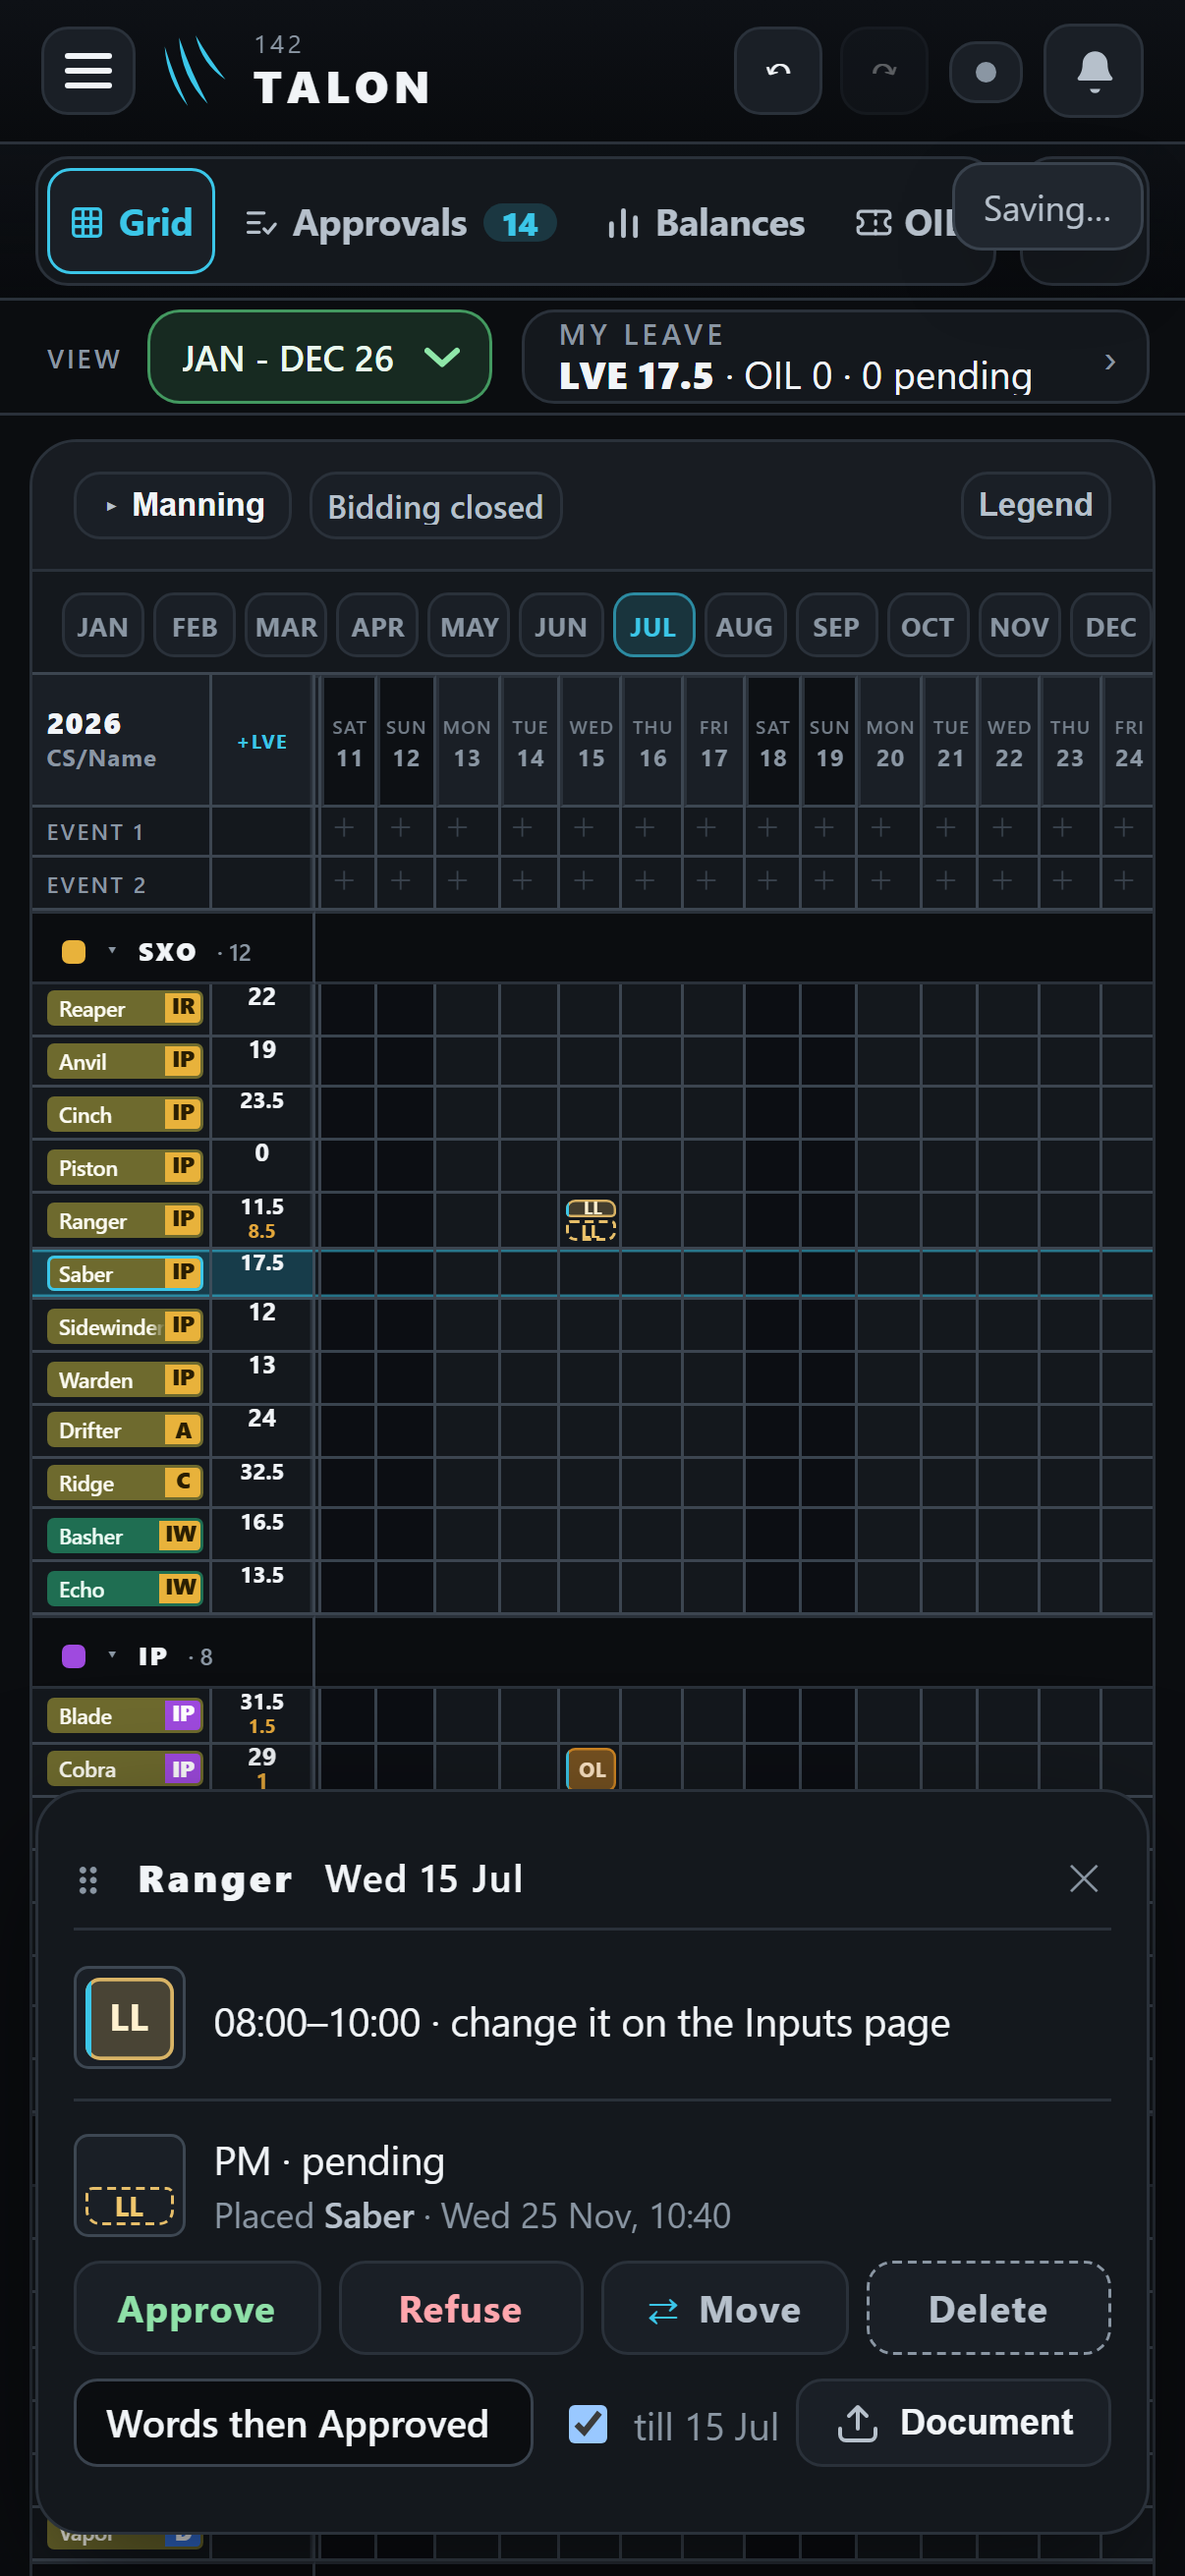 142
TALON
Grid
Approvals 14
Balances
Saving...
VIEW
JAN - DEC 26
MY LEAVE
LVE 17.5 · OIL 0 · 0 pending
Manning
Bidding closed
Legend
JAN FEB MAR APR MAY JUN JUL AUG SEP OCT NOV DEC
2026
CS/Name
+LVE
SAT SUN MON TUE WED THU FRI SAT SUN MON TUE WED THU FRI
11 12 13 14 15 16 17 18 19 20 21 22 23 24
EVENT 1
EVENT 2
SXO · 12
Reaper IR 22
Anvil IP 19
Cinch IP 23.5
Piston IP 0
Ranger IP 11.5 LL
8.5 LL
Saber IP 17.5
Sidewinder IP 12
Warden IP 13
Drifter A 24
Ridge C 32.5
Basher IW 16.5
Echo IW 13.5
IP · 8
Blade IP 31.5
1.5
Cobra IP 29 OL
1
Ranger Wed 15 Jul
LL 08:00–10:00 · change it on the Inputs page
PM · pending
LL
Placed Saber · Wed 25 Nov, 10:40
Approve
Refuse
Move
Delete
Words then Approved
till 15 Jul
Document